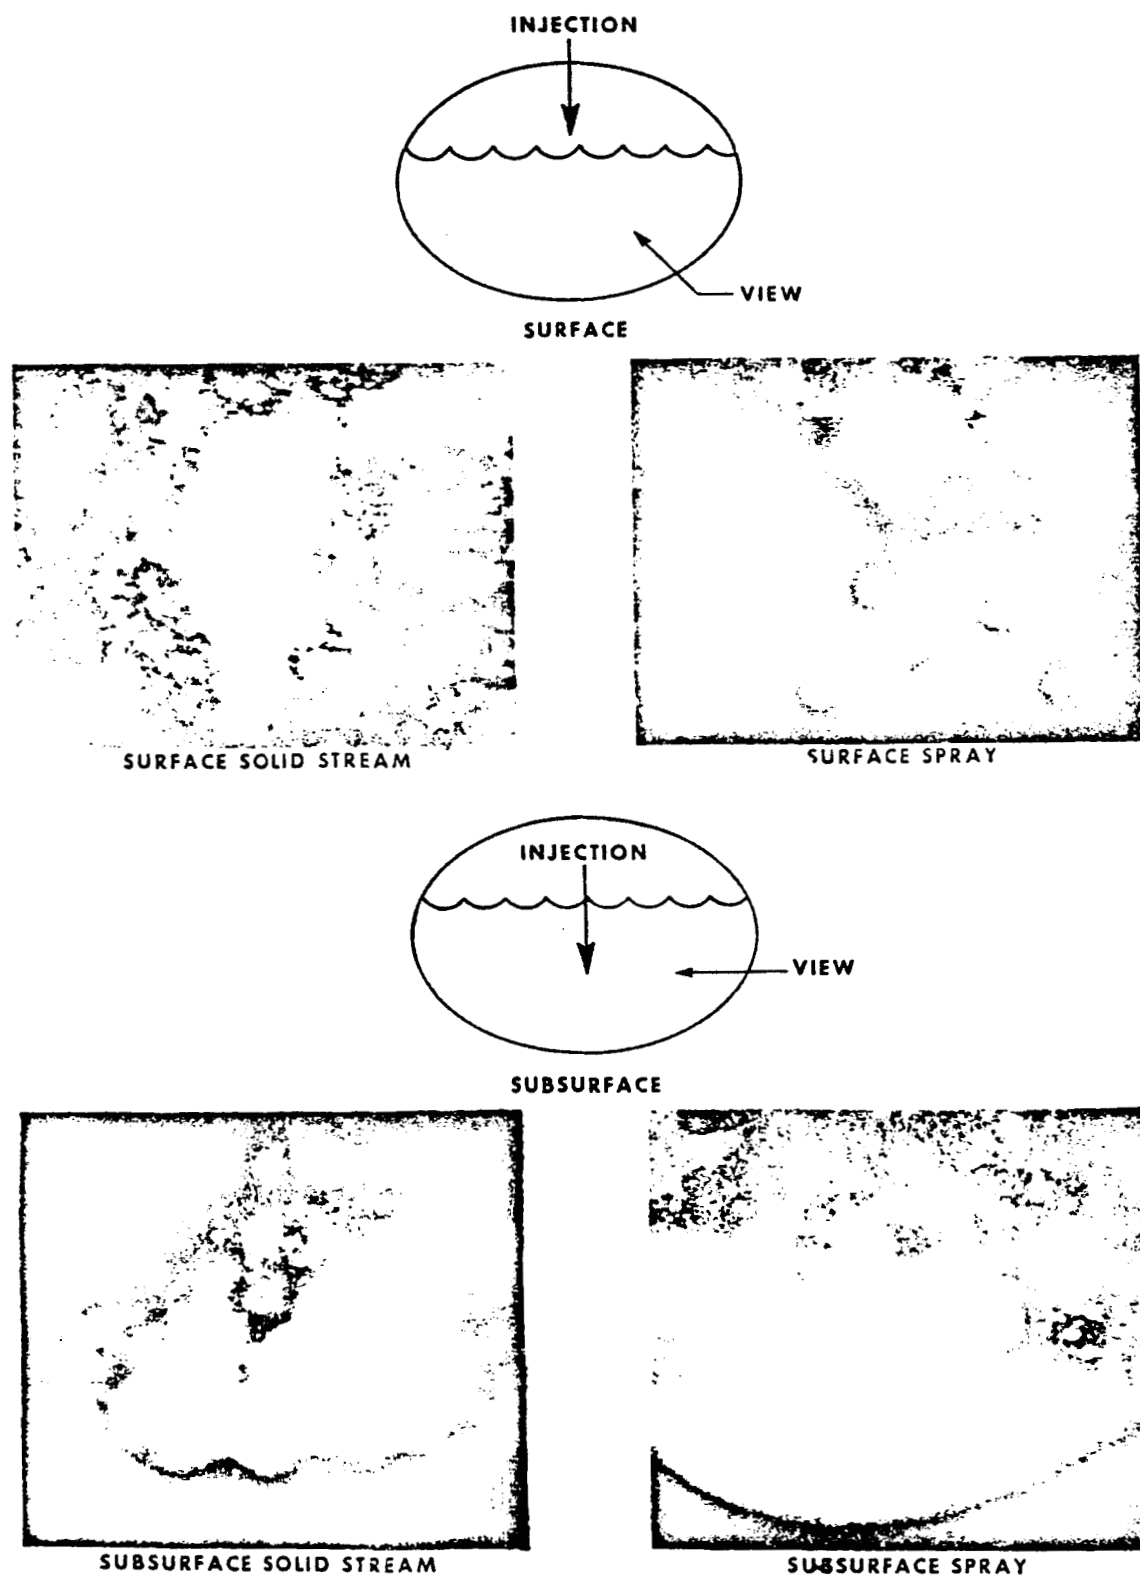 INJECTION
VIEW
SURFACE
SURFACE SOLID STREAM
SURFACE SPRAY
INJECTION
VIEW
SUBSURFACE
SUBSURFACE SOLID STREAM
SUBSURFACE SPRAY